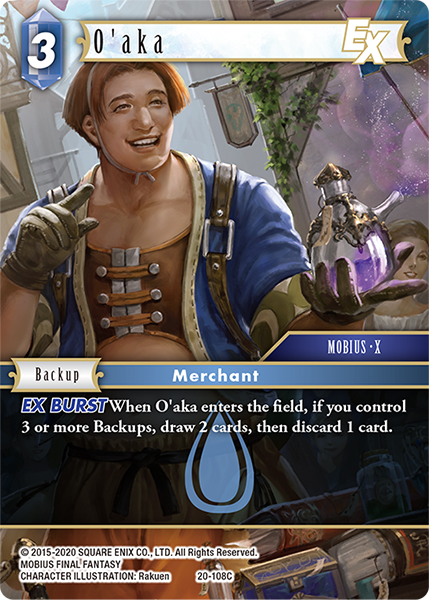 3
O'aka
EX
MOBIUS · X
Backup
Merchant
EX BURST When O'aka enters the field, if you control
3 or more Backups, draw 2 cards, then discard 1 card.
© 2015-2020 SQUARE ENIX CO., LTD. All Rights Reserved.
MOBIUS FINAL FANTASY
CHARACTER ILLUSTRATION: Rakuen
20-108C